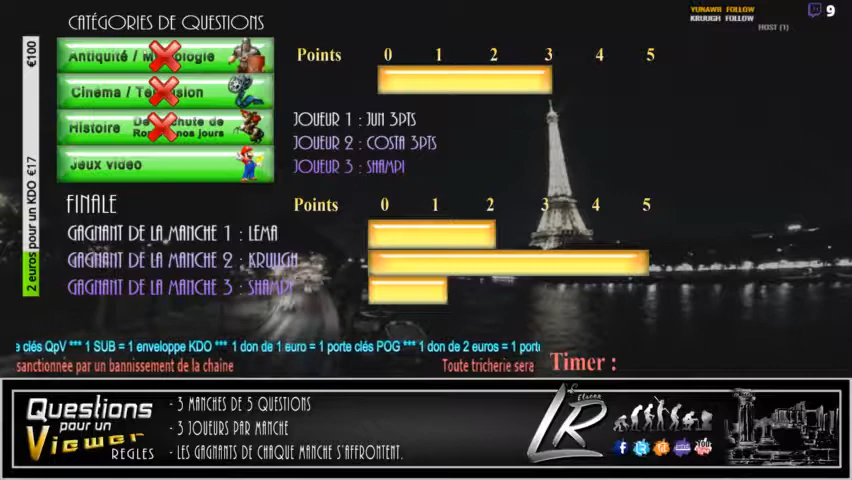 CATÉGORIES DE QUESTIONS
YUNAWR FOLLOW
KRUUGH FOLLOW
HOST (1)
9
€100
2 euros pour un KDO €17
Antiquité /
Cinéma /
Histoire
nos jours
Jeux vidéo
Points 0 1 2 3 4 5
JOUEUR 1 : JUN 3PTS
JOUEUR 2 : COSTA 3PTS
JOUEUR 3 : SHAMPI
FINALE
Points 0 1 2 3 4 5
GAGNANT DE LA MANCHE 1 : LEMA
GAGNANT DE LA MANCHE 2 : KRUUGH
GAGNANT DE LA MANCHE 3 : SHAMPI
e clés QpV *** 1 SUB = 1 enveloppe KDO *** 1 don de 1 euro = 1 porte clés POG *** 1 don de 2 euros = 1 port
sanctionnée par un bannissement de la chaine Toute tricherie sera
Timer :
Questions
pour un
Viewer
REGLES
- 3 MANCHES DE 5 QUESTIONS
- 3 JOUEURS PAR MANCHE
- LES GAGNANTS DE CHAQUE MANCHE S'AFFRONTENT.
LR